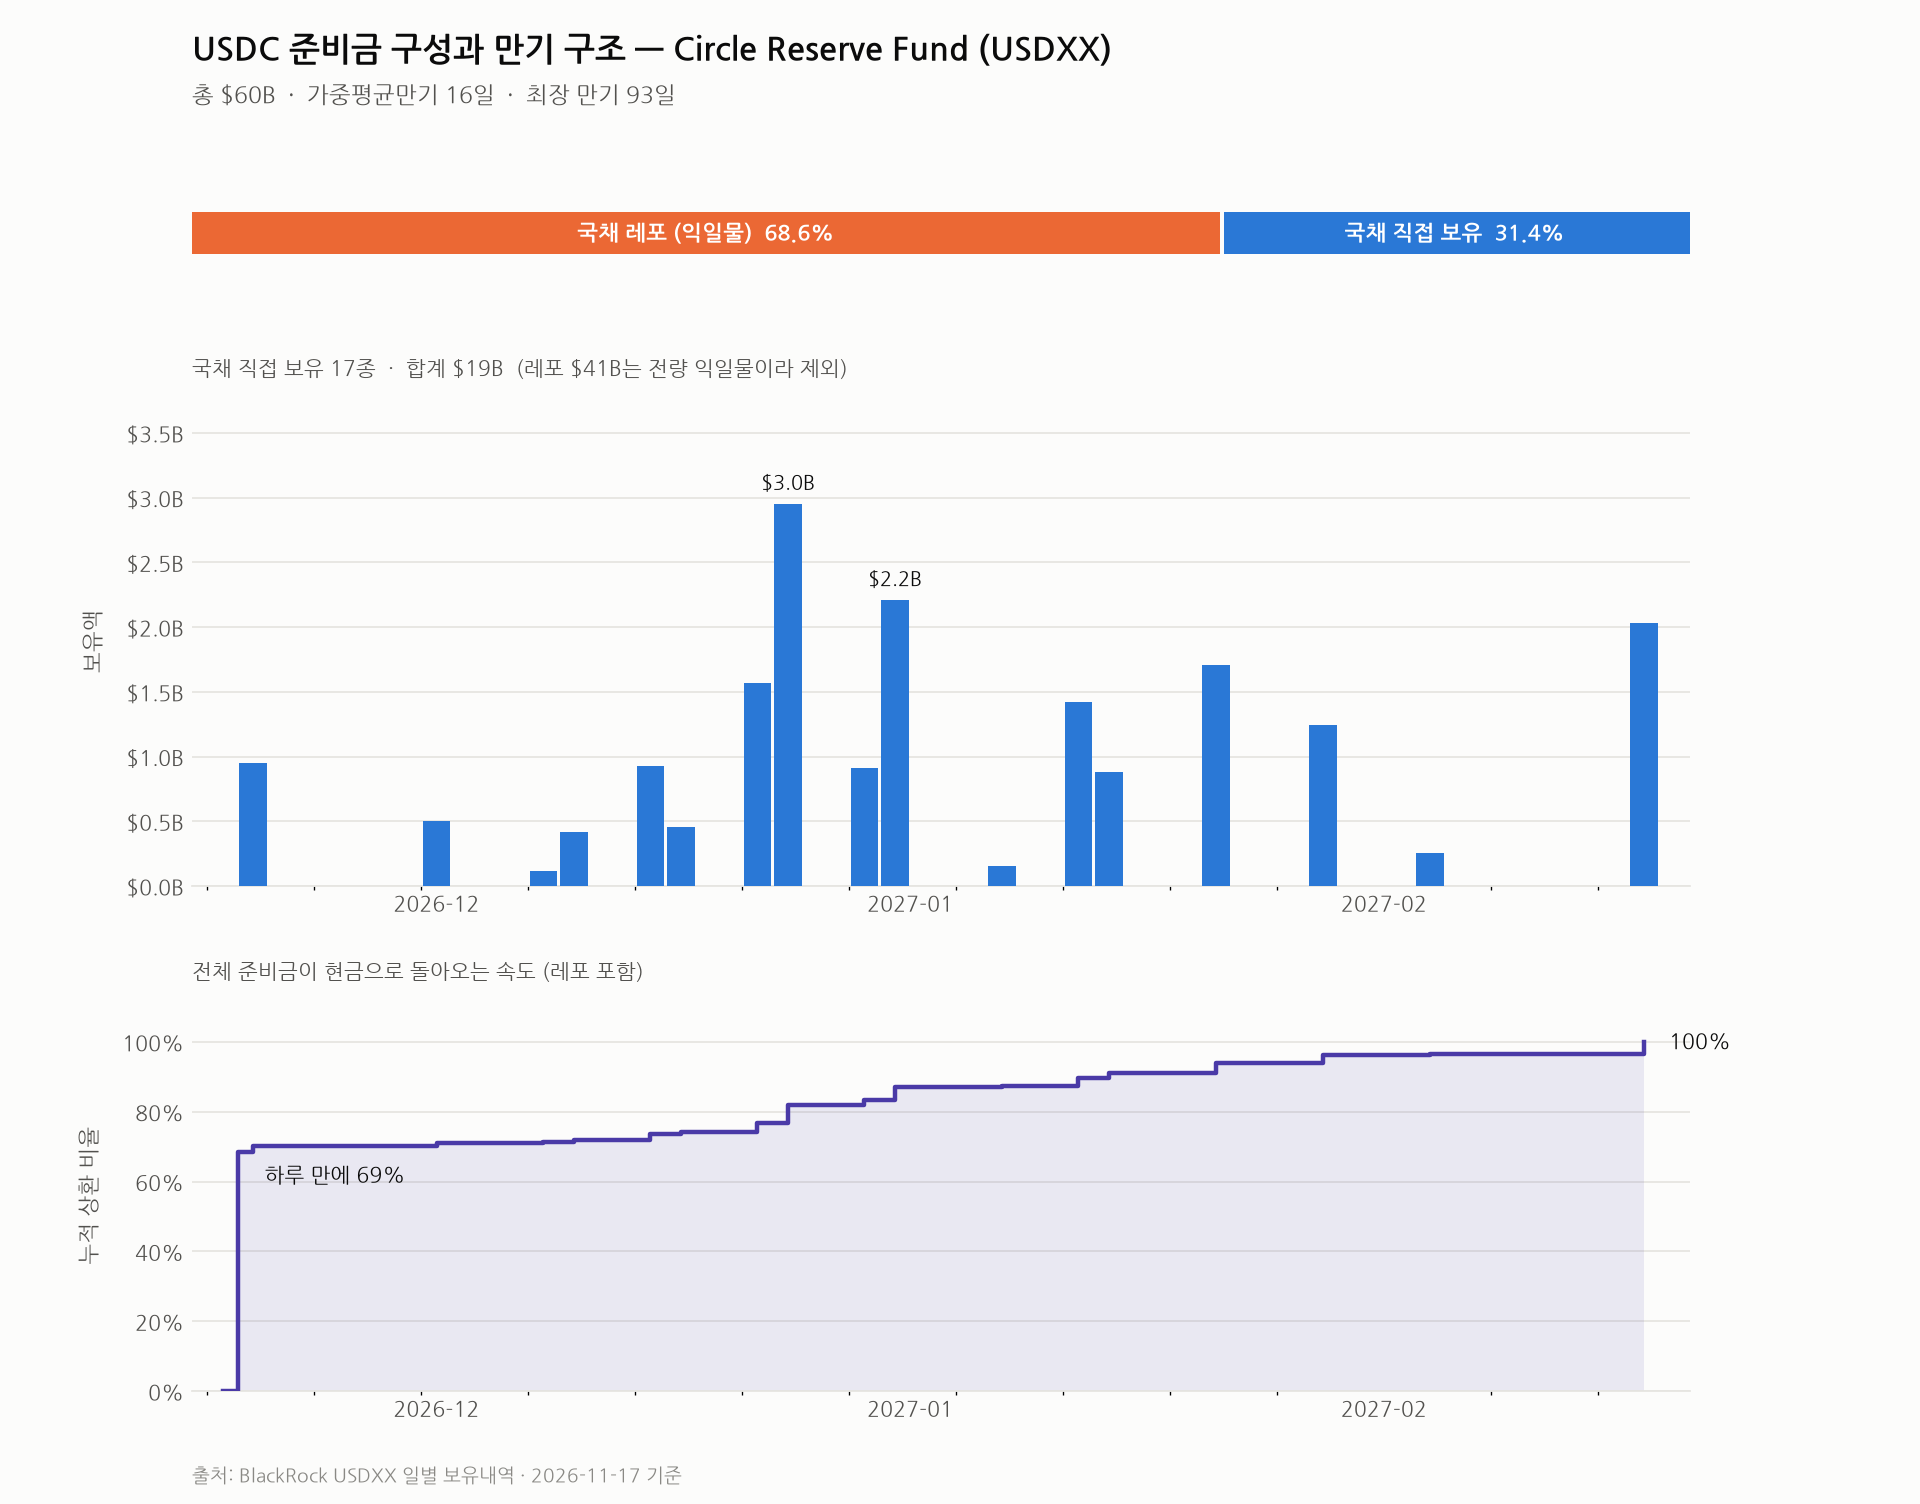 USDC 준비금 구성과 만기 구조 — Circle Reserve Fund (USDXX)
총 $60B · 가중평균만기 16일 · 최장 만기 93일
국채 레포 (익일물) 68.6%
국채 직접 보유 31.4%
국채 직접 보유 17종 · 합계 $19B (레포 $41B는 전량 익일물이라 제외)
보유액
$3.5B
$3.0B
$2.5B
$2.0B
$1.5B
$1.0B
$0.5B
$0.0B
$3.0B
$2.2B
2026-12
2027-01
2027-02
전체 준비금이 현금으로 돌아오는 속도 (레포 포함)
누적 상환 비율
100%
80%
60%
40%
20%
0%
하루 만에 69%
100%
2026-12
2027-01
2027-02
출처: BlackRock USDXX 일별 보유내역 · 2026-11-17 기준